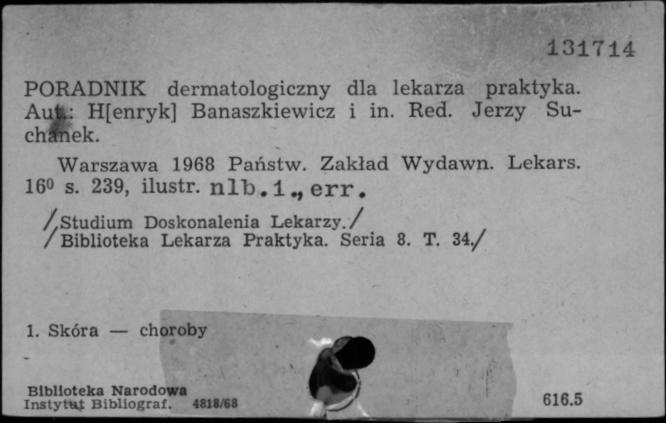 131714
PORADNIK dermatologiczny dla lekarza praktyka.
Aut.: H[enryk] Banaszkiewicz i in. Red. Jerzy Su-
chanek.
Warszawa 1968 Państw. Zakład Wydawn. Lekars.
16⁰ s. 239, ilustr. nlb.1., err.
/Studium Doskonalenia Lekarzy./
/Biblioteka Lekarza Praktyka. Seria 8. T. 34./
1. Skóra — choroby
Biblioteka Narodowa
Instytut Bibliograf. 4818/68 616.5